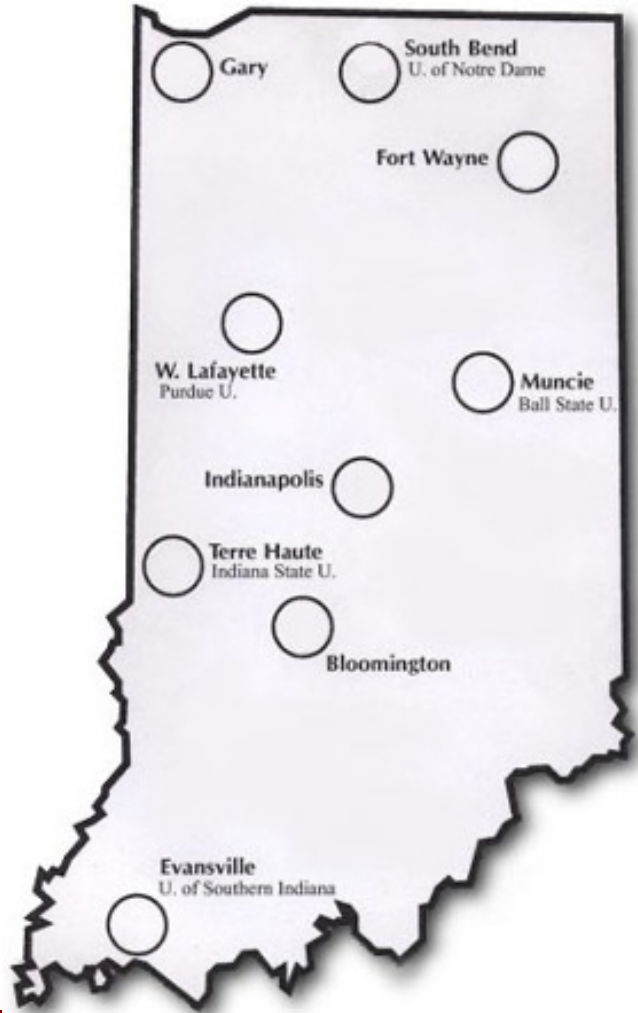 Gary
South Bend
U. of Notre Dame
Fort Wayne
W. Lafayette
Purdue U.
Muncie
Ball State U.
Indianapolis
Terre Haute
Indiana State U.
Bloomington
Evansville
U. of Southern Indiana